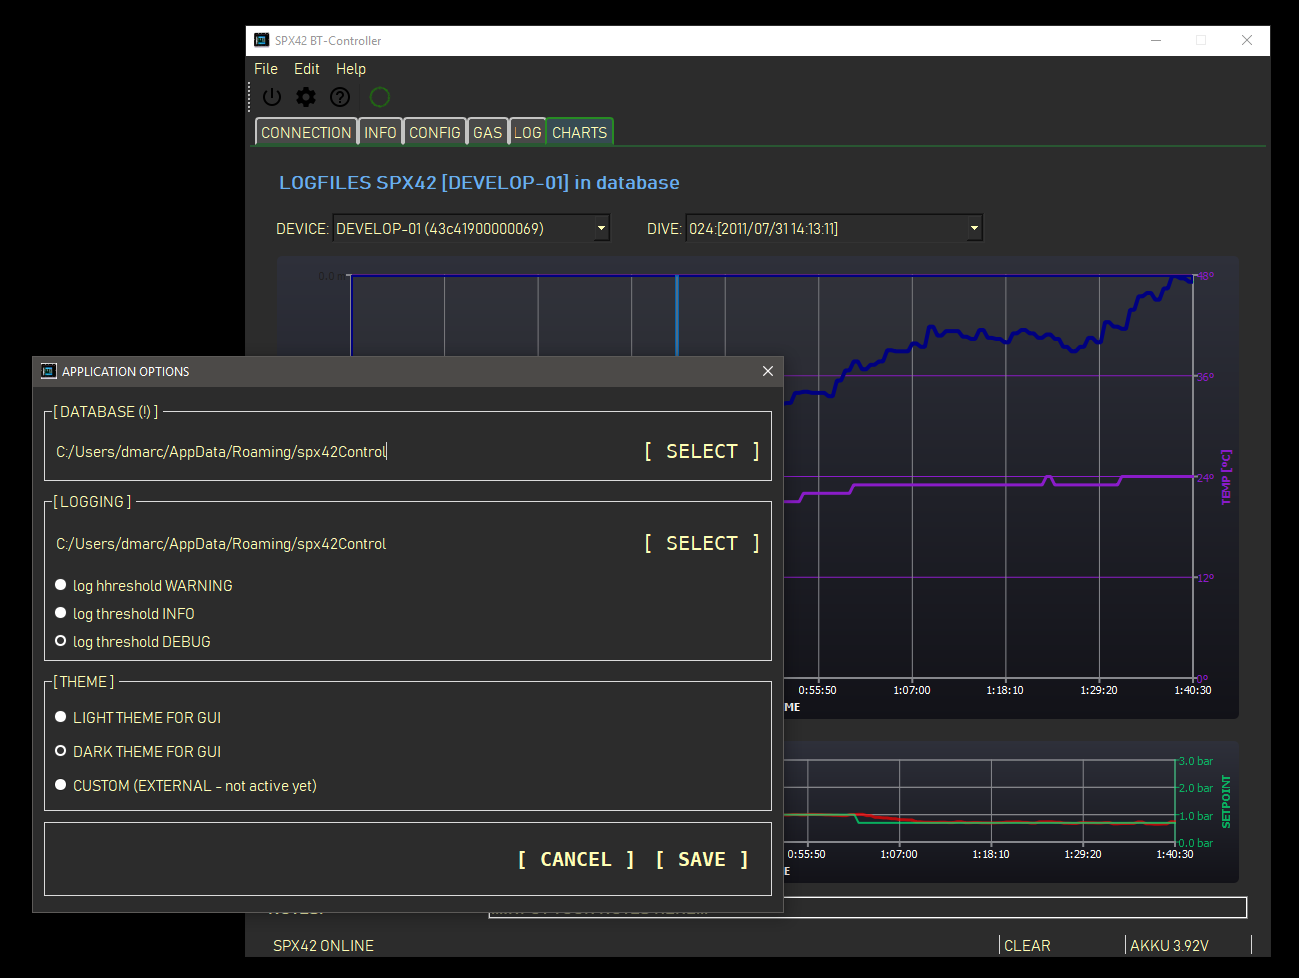 SPX42 BT-Controller
File Edit Help
CONNECTION INFO CONFIG GAS LOG CHARTS
LOGFILES SPX42 [DEVELOP-01] in database
DEVICE: DEVELOP-01 (43c41900000069) DIVE: 024:[2011/07/31 14:13:11]
0.0 m
48°
36°
24°
12°
0°
TEMP [°C]
0:55:50 1:07:00 1:18:10 1:29:20 1:40:30
ME
APPLICATION OPTIONS
[ DATABASE (!) ]
C:/Users/dmarc/AppData/Roaming/spx42Control [ SELECT ]
[ LOGGING ]
C:/Users/dmarc/AppData/Roaming/spx42Control [ SELECT ]
log hhreshold WARNING
log threshold INFO
log threshold DEBUG
[ THEME ]
LIGHT THEME FOR GUI
DARK THEME FOR GUI
CUSTOM (EXTERNAL - not active yet)
[ CANCEL ] [ SAVE ]
3.0 bar
2.0 bar
1.0 bar
0.0 bar
SETPOINT
0:55:50 1:07:00 1:18:10 1:29:20 1:40:30
E
SPX42 ONLINE CLEAR AKKU 3.92V